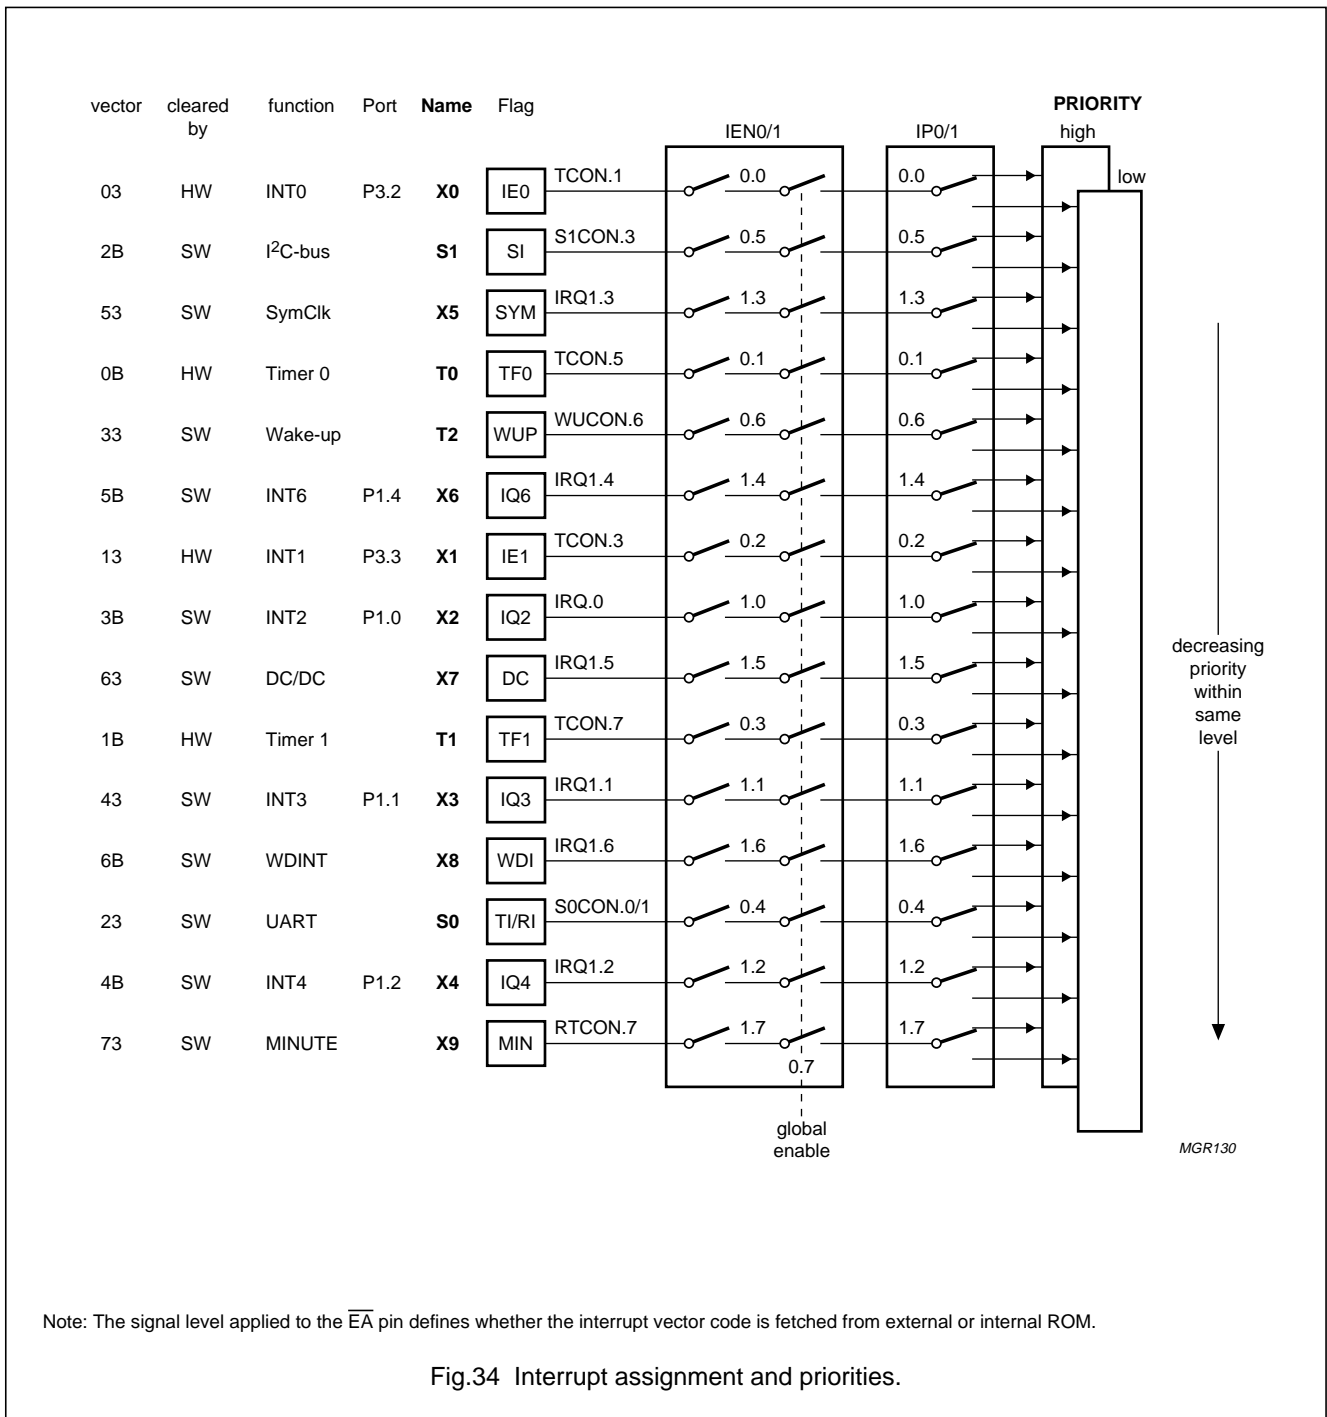 vector cleared by function Port Name Flag IEN0/1 IP0/1 PRIORITY high low
03 HW INT0 P3.2 X0 IE0 TCON.1 0.0 0.0
2B SW I2C-bus S1 SI S1CON.3 0.5 0.5
53 SW SymClk X5 SYM IRQ1.3 1.3 1.3
0B HW Timer 0 T0 TF0 TCON.5 0.1 0.1
33 SW Wake-up T2 WUP WUCON.6 0.6 0.6
5B SW INT6 P1.4 X6 IQ6 IRQ1.4 1.4 1.4
13 HW INT1 P3.3 X1 IE1 TCON.3 0.2 0.2
3B SW INT2 P1.0 X2 IQ2 IRQ.0 1.0 1.0
63 SW DC/DC X7 DC IRQ1.5 1.5 1.5
1B HW Timer 1 T1 TF1 TCON.7 0.3 0.3
43 SW INT3 P1.1 X3 IQ3 IRQ1.1 1.1 1.1
6B SW WDINT X8 WDI IRQ1.6 1.6 1.6
23 SW UART S0 TI/RI S0CON.0/1 0.4 0.4
4B SW INT4 P1.2 X4 IQ4 IRQ1.2 1.2 1.2
73 SW MINUTE X9 MIN RTCON.7 1.7 1.7
0.7
global
enable
decreasing
priority
within
same
level
MGR130
Note: The signal level applied to the E̅A̅ pin defines whether the interrupt vector code is fetched from external or internal ROM.
Fig.34 Interrupt assignment and priorities.